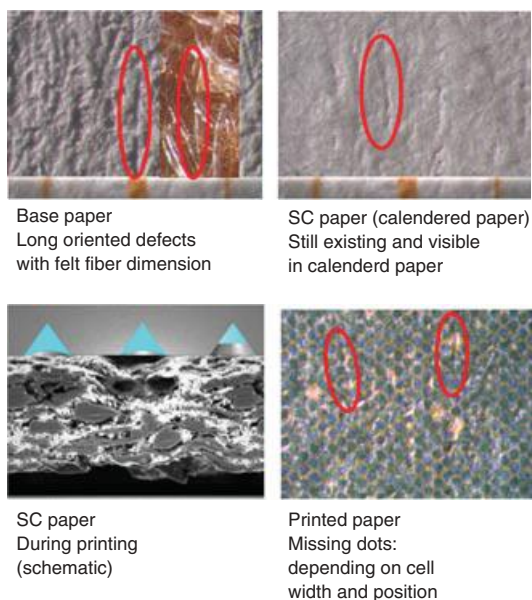 Base paper
Long oriented defects
with felt fiber dimension
SC paper (calendered paper)
Still existing and visible
in calenderd paper
SC paper
During printing
(schematic)
Printed paper
Missing dots:
depending on cell
width and position